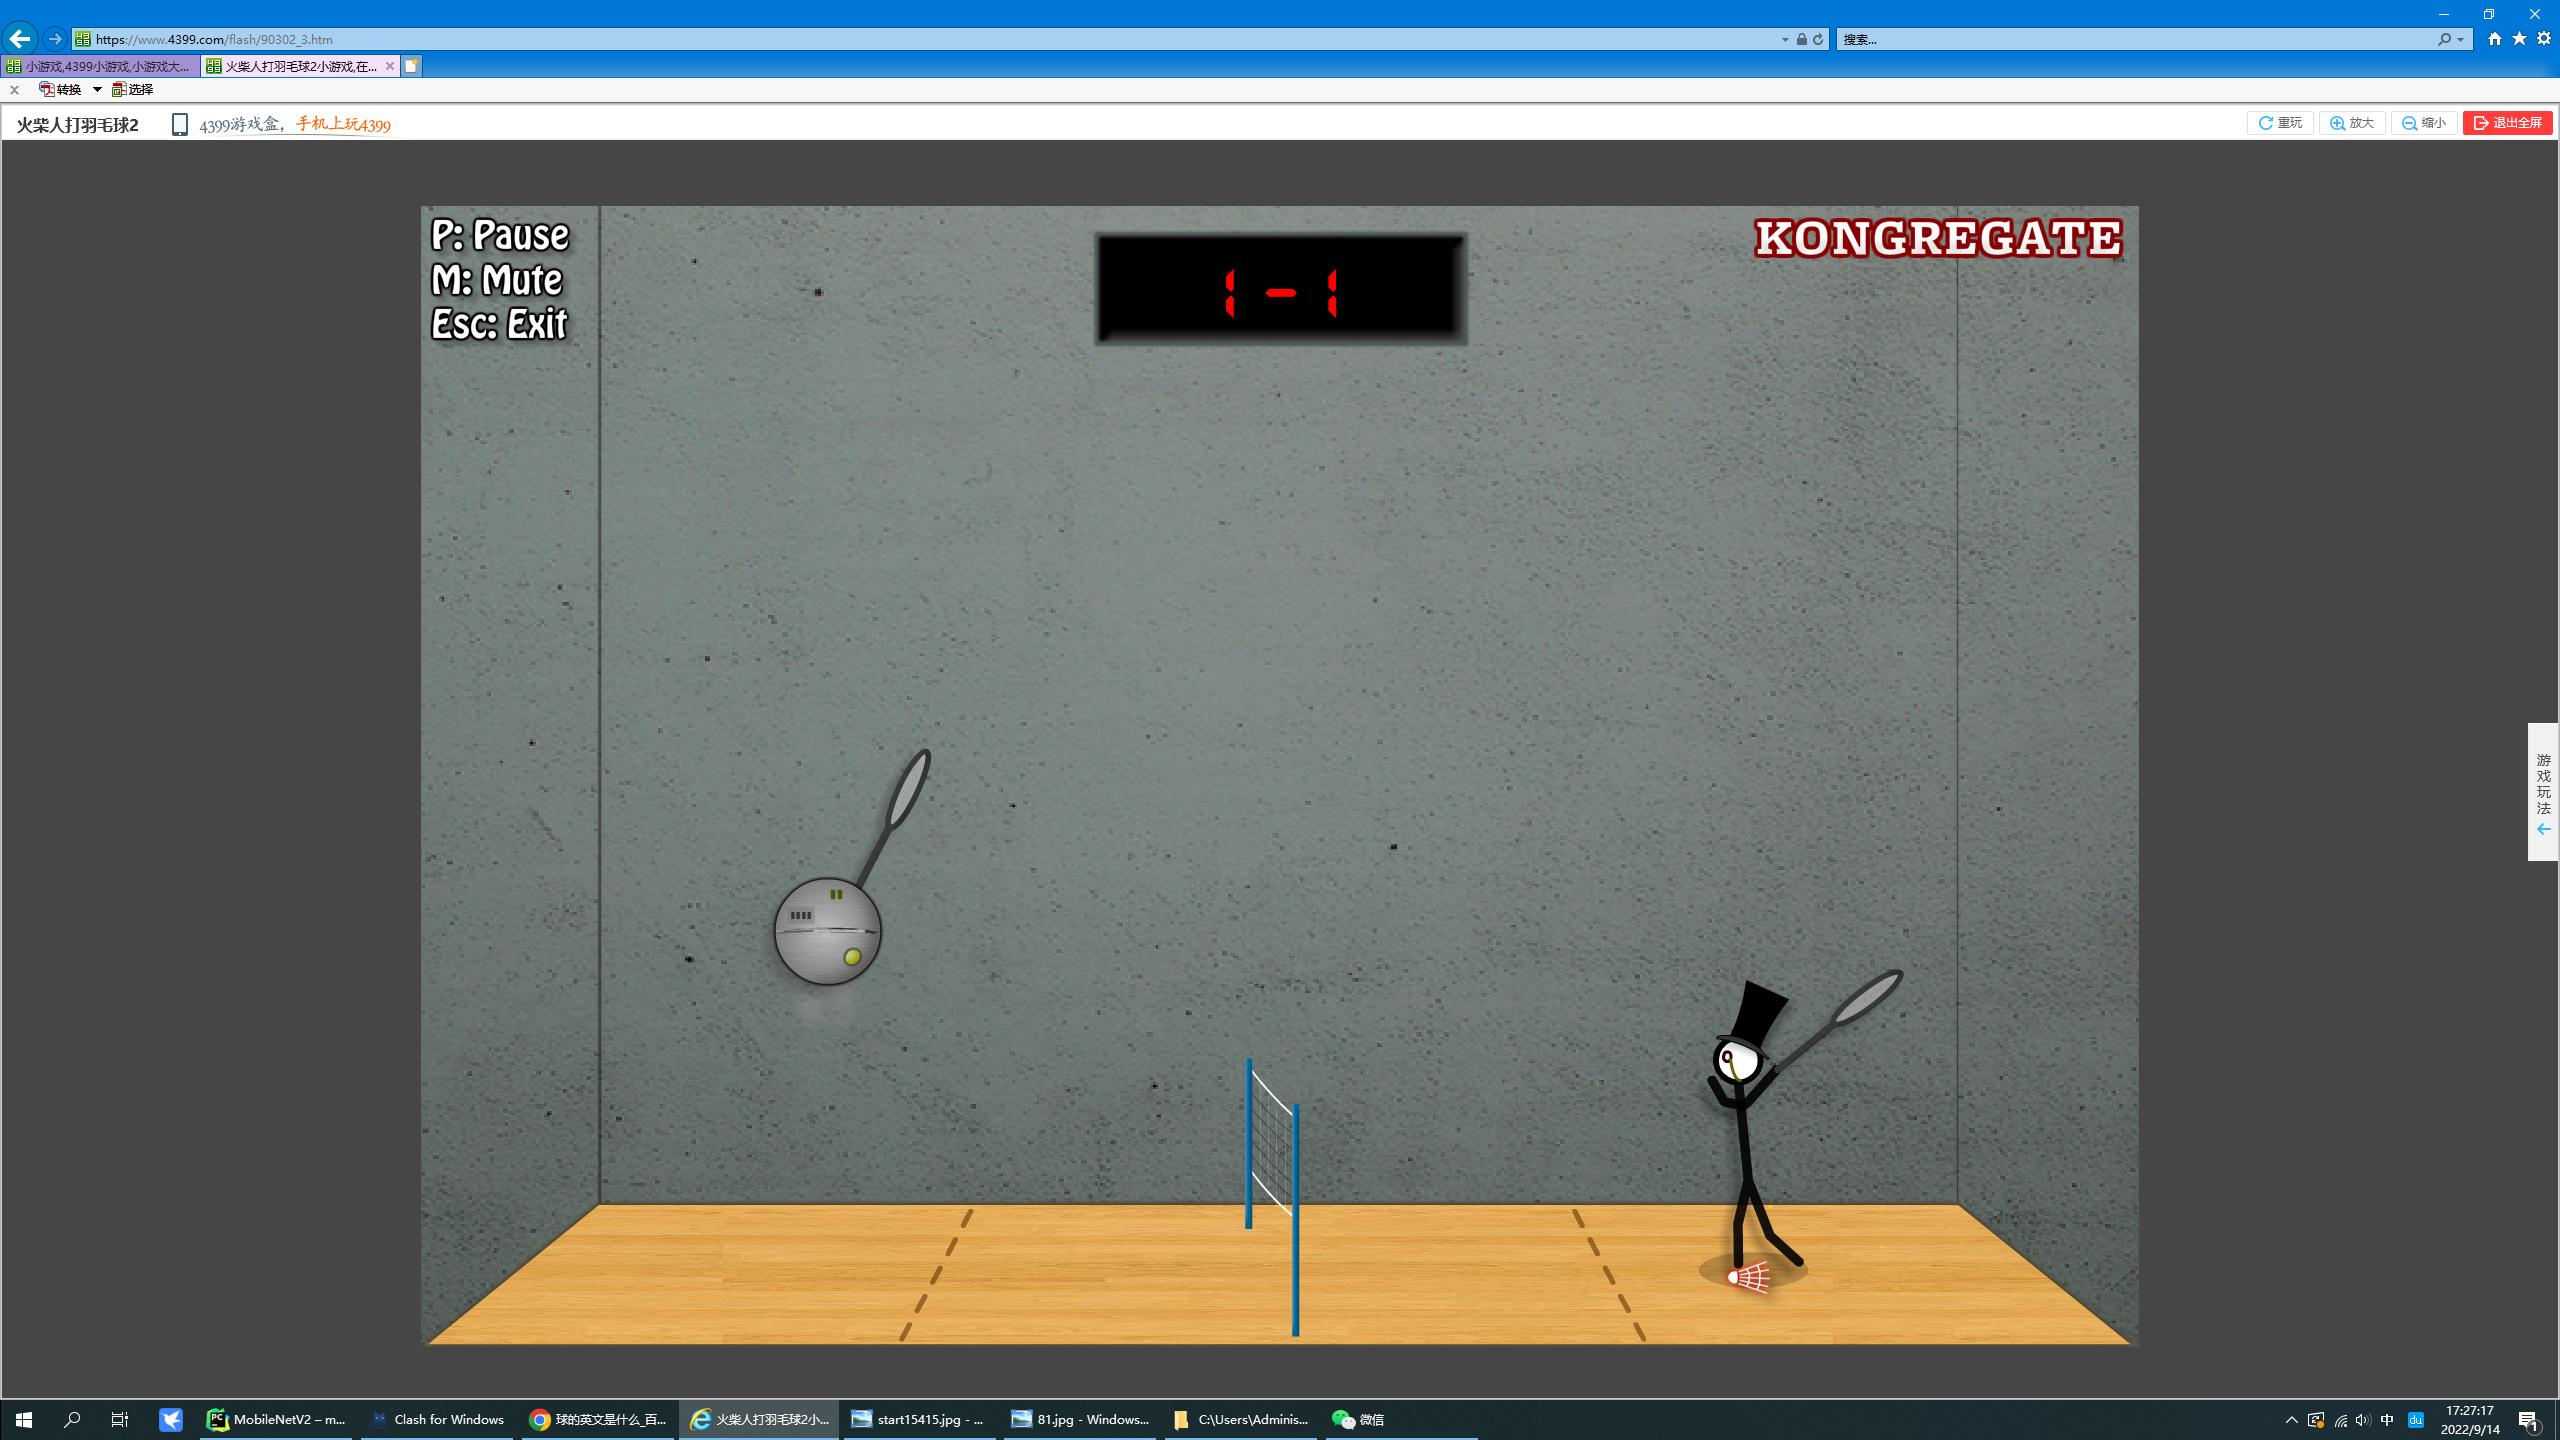 https://www.4399.com/flash/90302_3.htm
搜索...
小游戏,4399小游戏,小游戏大...
火柴人打羽毛球2小游戏,在...
转换
选择
火柴人打羽毛球2
4399游戏盒，手机上玩4399
重玩
放大
缩小
退出全屏
P: Pause
M: Mute
Esc: Exit
1 - 1
KONGREGATE
游戏玩法
MobileNetV2 – m...
Clash for Windows
球的英文是什么_百...
火柴人打羽毛球2小...
start15415.jpg - ...
81.jpg - Windows...
C:\Users\Adminis...
微信
中
du
17:27:17
2022/9/14
1